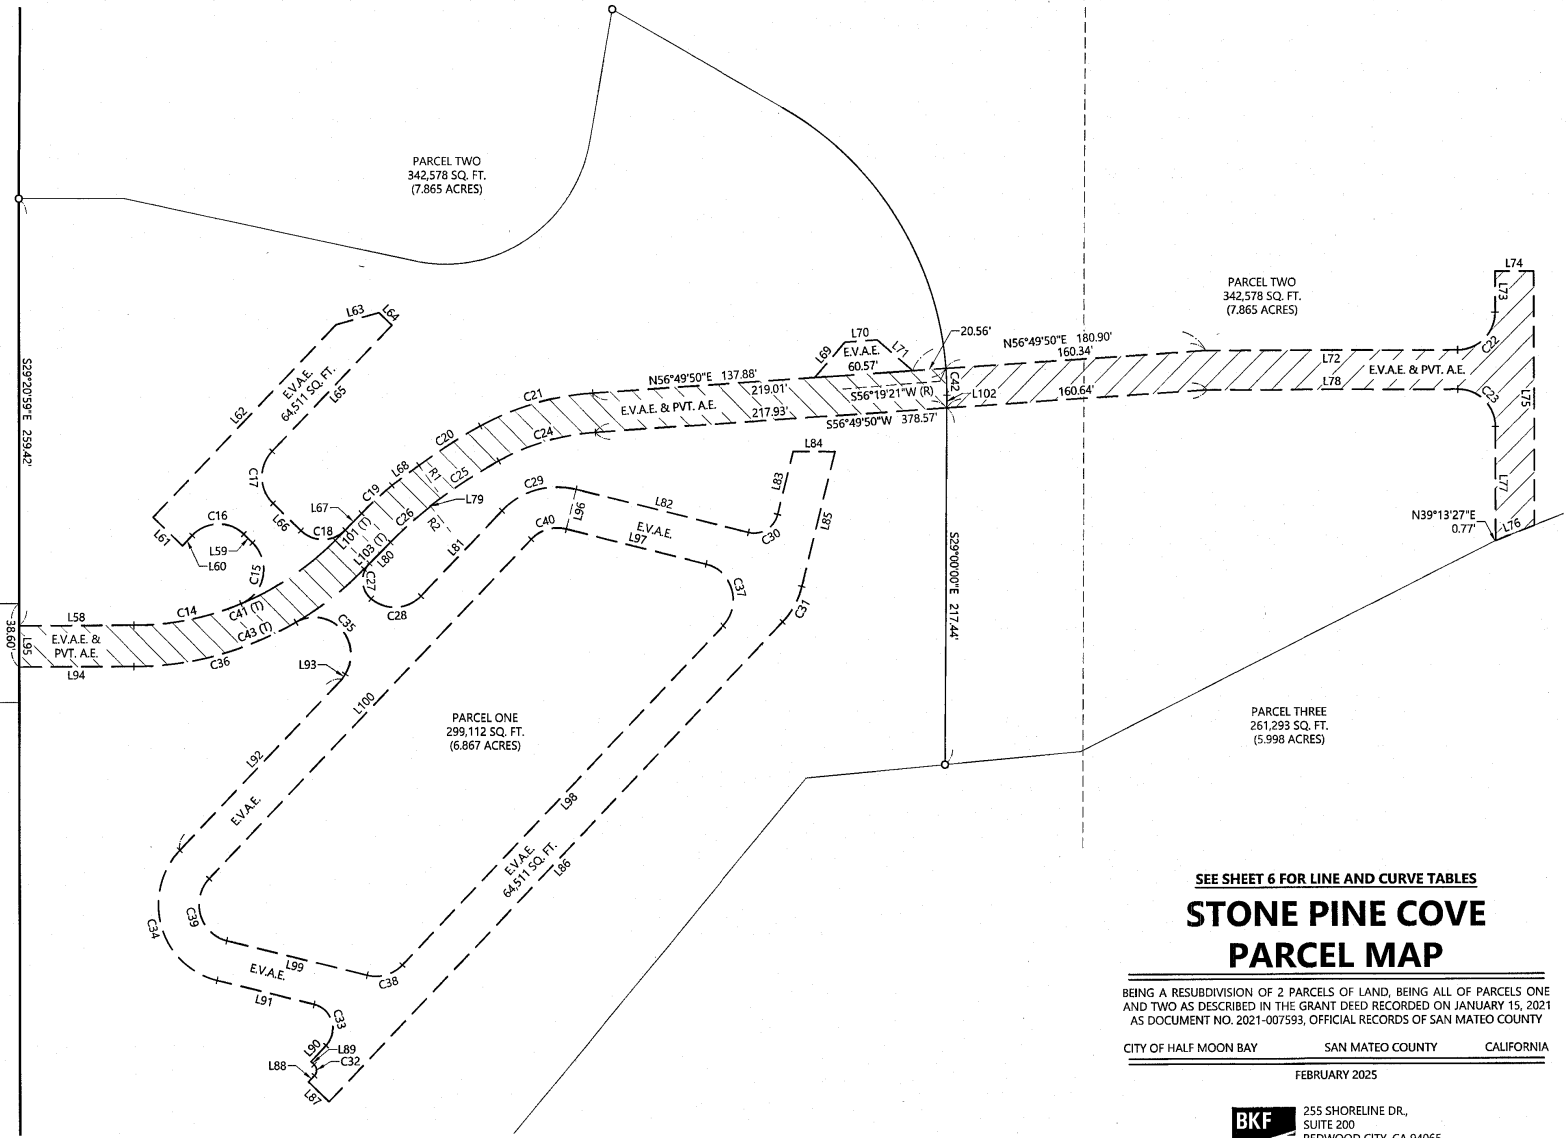 PARCEL TWO
342,578 SQ. FT.
(7.865 ACRES)
PARCEL TWO
342,578 SQ. FT.
(7.865 ACRES)
L74
L73
C22
L72
E.V.A.E. & PVT. A.E.
L78
C23
L75
L77
L76
N39°13'27"E
0.77'
L63
L64
E.V.A.E.
64,511 SQ. FT.
L62
L65
S29°20'59"E 259.42'
L70
L69
E.V.A.E.
L71
60.57'
20.56'
N56°49'50"E 180.90'
160.34'
N56°49'50"E 137.88'
219.01'
S56°19'21"W (R)
C42
L102
160.64'
E.V.A.E. & PVT. A.E.
217.93'
S56°49'50"W 378.57'
C21
C20
C24
L68
R1
C25
C19
C17
L67
L79
C26
R2
L66
C16
C18
L101 (T)
L103 (T)
L80
L61
L59
L60
C15
C27
C28
L81
C29
L96
L82
C40
E.V.A.E.
L97
L84
L83
C30
L85
C37
C31
S29°00'00"E 217.44'
L58
C14
C41 (T)
C43 (T)
C35
38.60'
L95
E.V.A.E. &
PVT. A.E.
L94
C36
L93
L100
PARCEL ONE
299,112 SQ. FT.
(6.867 ACRES)
PARCEL THREE
261,293 SQ. FT.
(5.998 ACRES)
L92
E.V.A.E.
L98
E.V.A.E.
64,511 SQ. FT.
L86
C39
C34
L99
E.V.A.E.
L91
C38
C33
L90
L89
C32
L88
L87
SEE SHEET 6 FOR LINE AND CURVE TABLES
STONE PINE COVE
PARCEL MAP
BEING A RESUBDIVISION OF 2 PARCELS OF LAND, BEING ALL OF PARCELS ONE
AND TWO AS DESCRIBED IN THE GRANT DEED RECORDED ON JANUARY 15, 2021
AS DOCUMENT NO. 2021-007593, OFFICIAL RECORDS OF SAN MATEO COUNTY
CITY OF HALF MOON BAY SAN MATEO COUNTY CALIFORNIA
FEBRUARY 2025
BKF
255 SHORELINE DR.,
SUITE 200
REDWOOD CITY, CA 94065